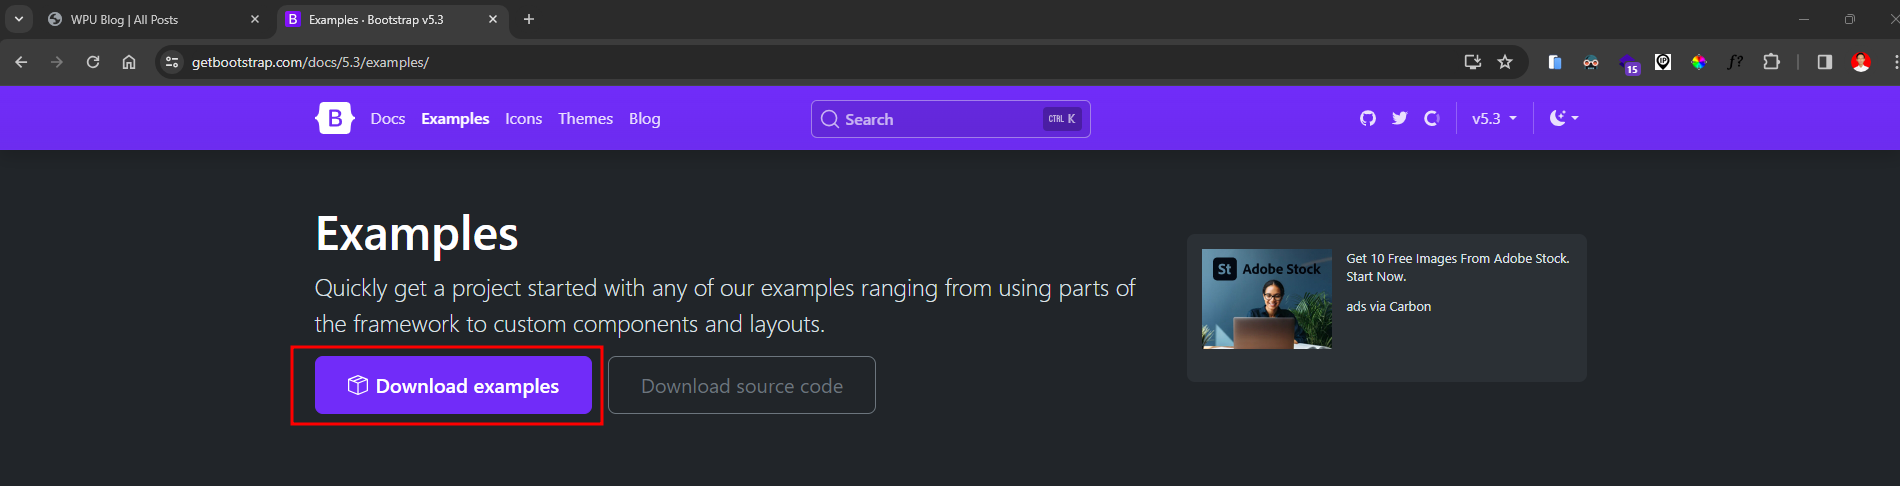 WPU Blog | All Posts
Examples · Bootstrap v5.3
getbootstrap.com/docs/5.3/examples/
15
UP
f?
B Docs Examples Icons Themes Blog
Search CTRL K
v5.3
Examples
Quickly get a project started with any of our examples ranging from using parts of
the framework to custom components and layouts.
Download examples
Download source code
St Adobe Stock
Get 10 Free Images From Adobe Stock.
Start Now.
ads via Carbon